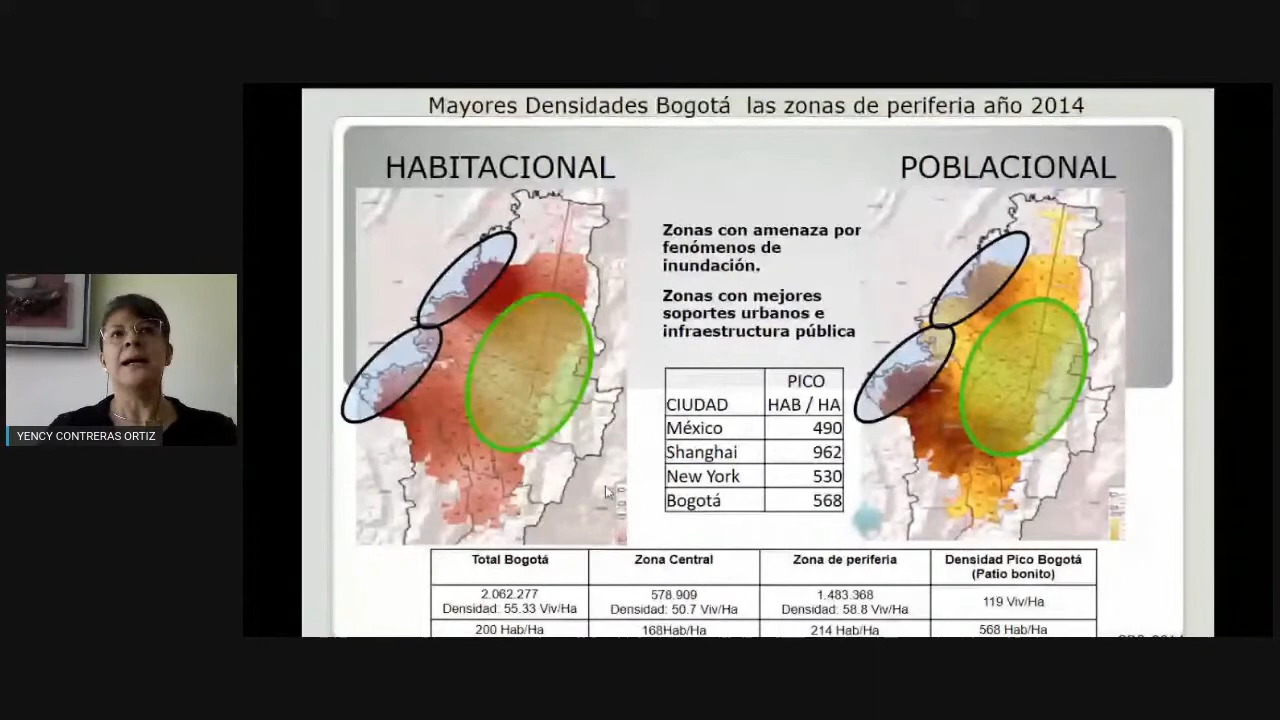 Mayores Densidades Bogotá las zonas de periferia año 2014
HABITACIONAL
POBLACIONAL
Zonas con amenaza por
fenómenos de
inundación.
Zonas con mejores
soportes urbanos e
infraestructura pública
PICO
CIUDAD HAB / HA
México 490
Shanghai 962
New York 530
Bogotá 568
YENCY CONTRERAS ORTIZ
Total Bogotá Zona Central Zona de periferia Densidad Pico Bogotá
(Patio bonito)
2.062.277 578.909 1.483.368 119 Viv/Ha
Densidad: 55.33 Viv/Ha Densidad: 50.7 Viv/Ha Densidad: 58.8 Viv/Ha
200 Hab/Ha 168Hab/Ha 214 Hab/Ha 568 Hab/Ha